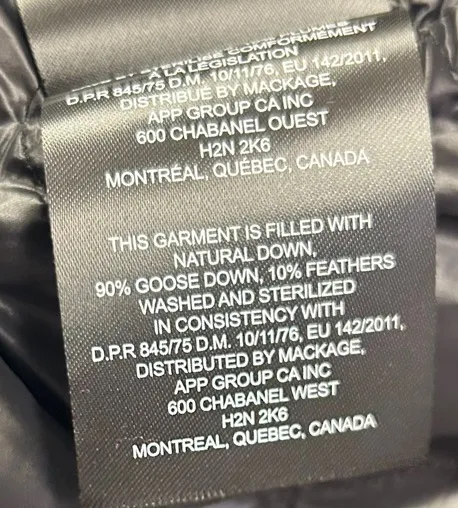 CONFORMÉMENT
À LA LÉGISLATION
D.P.R 845/75 D.M. 10/11/76, EU 142/2011,
DISTRIBUÉ BY MACKAGE,
APP GROUP CA INC
600 CHABANEL OUEST
H2N 2K6
MONTRÉAL, QUÉBEC, CANADA
THIS GARMENT IS FILLED WITH
NATURAL DOWN,
90% GOOSE DOWN, 10% FEATHERS
WASHED AND STERILIZED
IN CONSISTENCY WITH
D.P.R 845/75 D.M. 10/11/76, EU 142/2011,
DISTRIBUTED BY MACKAGE,
APP GROUP CA INC
600 CHABANEL WEST
H2N 2K6
MONTREAL, QUEBEC, CANADA